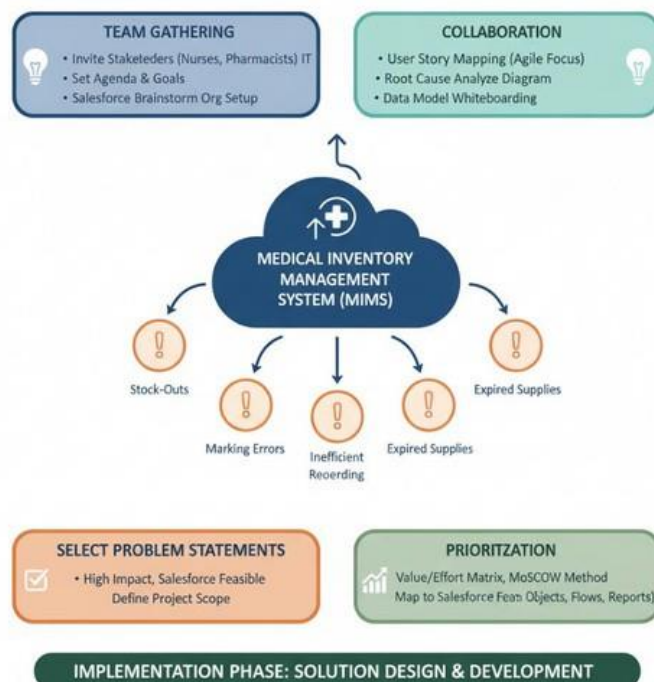 TEAM GATHERING
• Invite Staketeders (Nurses, Pharmacists) IT
• Set Agenda & Goals
• Salesforce Brainstorm Org Setup
COLLABORATION
• User Story Mapping (Agile Focus)
• Root Cause Analyze Diagram
• Data Model Whiteboarding
MEDICAL INVENTORY
MANAGEMENT
SYSTEM (MIMS)
Stock-Outs
Marking Errors
Inefficient
Reoerding
Expired Supplies
Expired Supplies
SELECT PROBLEM STATEMENTS
• High Impact, Salesforce Feasible
Define Project Scope
PRIORITZATION
Value/Effort Matrix, MoSCOW Method
Map to Salesforce Fean Objects, Flows, Reports)
IMPLEMENTATION PHASE: SOLUTION DESIGN & DEVELOPMENT